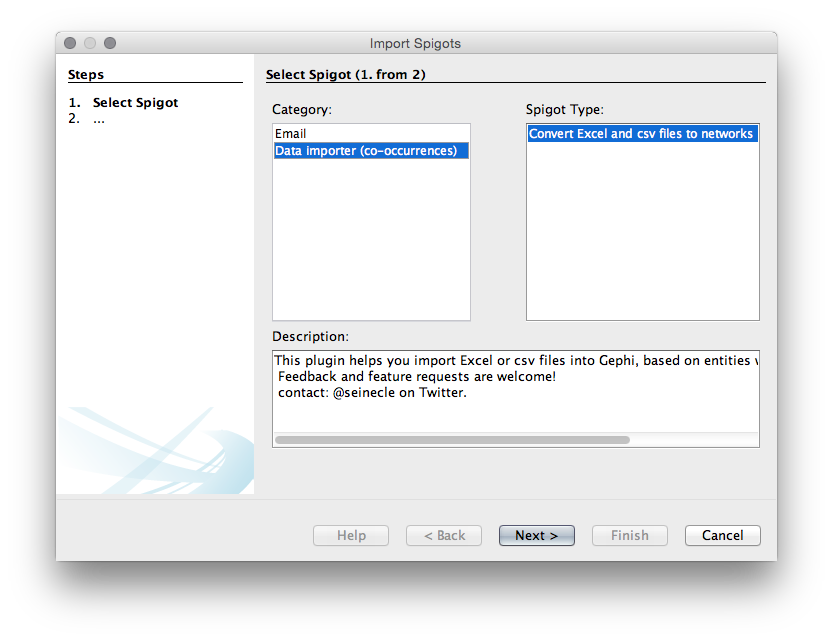 Import Spigots
Steps
1. Select Spigot
2. ...
Select Spigot (1. from 2)
Category:
Email
Data importer (co-occurrences)
Spigot Type:
Convert Excel and csv files to networks
Description:
This plugin helps you import Excel or csv files into Gephi, based on entities
Feedback and feature requests are welcome!
contact: @seinecle on Twitter.
Help
< Back
Next >
Finish
Cancel